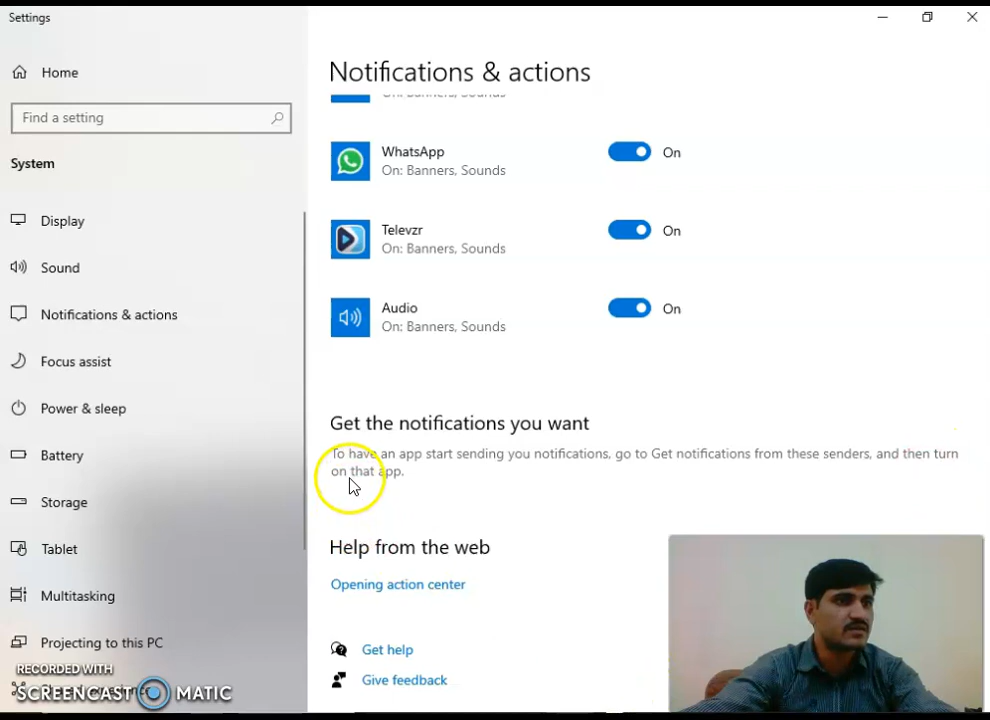 Settings
Home
Find a setting
System
Display
Sound
Notifications & actions
Focus assist
Power & sleep
Battery
Storage
Tablet
Multitasking
Projecting to this PC
RECORDED WITH
SCREENCAST MATIC
Notifications & actions
On: Banners, Sounds
WhatsApp
On: Banners, Sounds
On
Televzr
On: Banners, Sounds
On
Audio
On: Banners, Sounds
On
Get the notifications you want
To have an app start sending you notifications, go to Get notifications from these senders, and then turn
on that app.
Help from the web
Opening action center
Get help
Give feedback